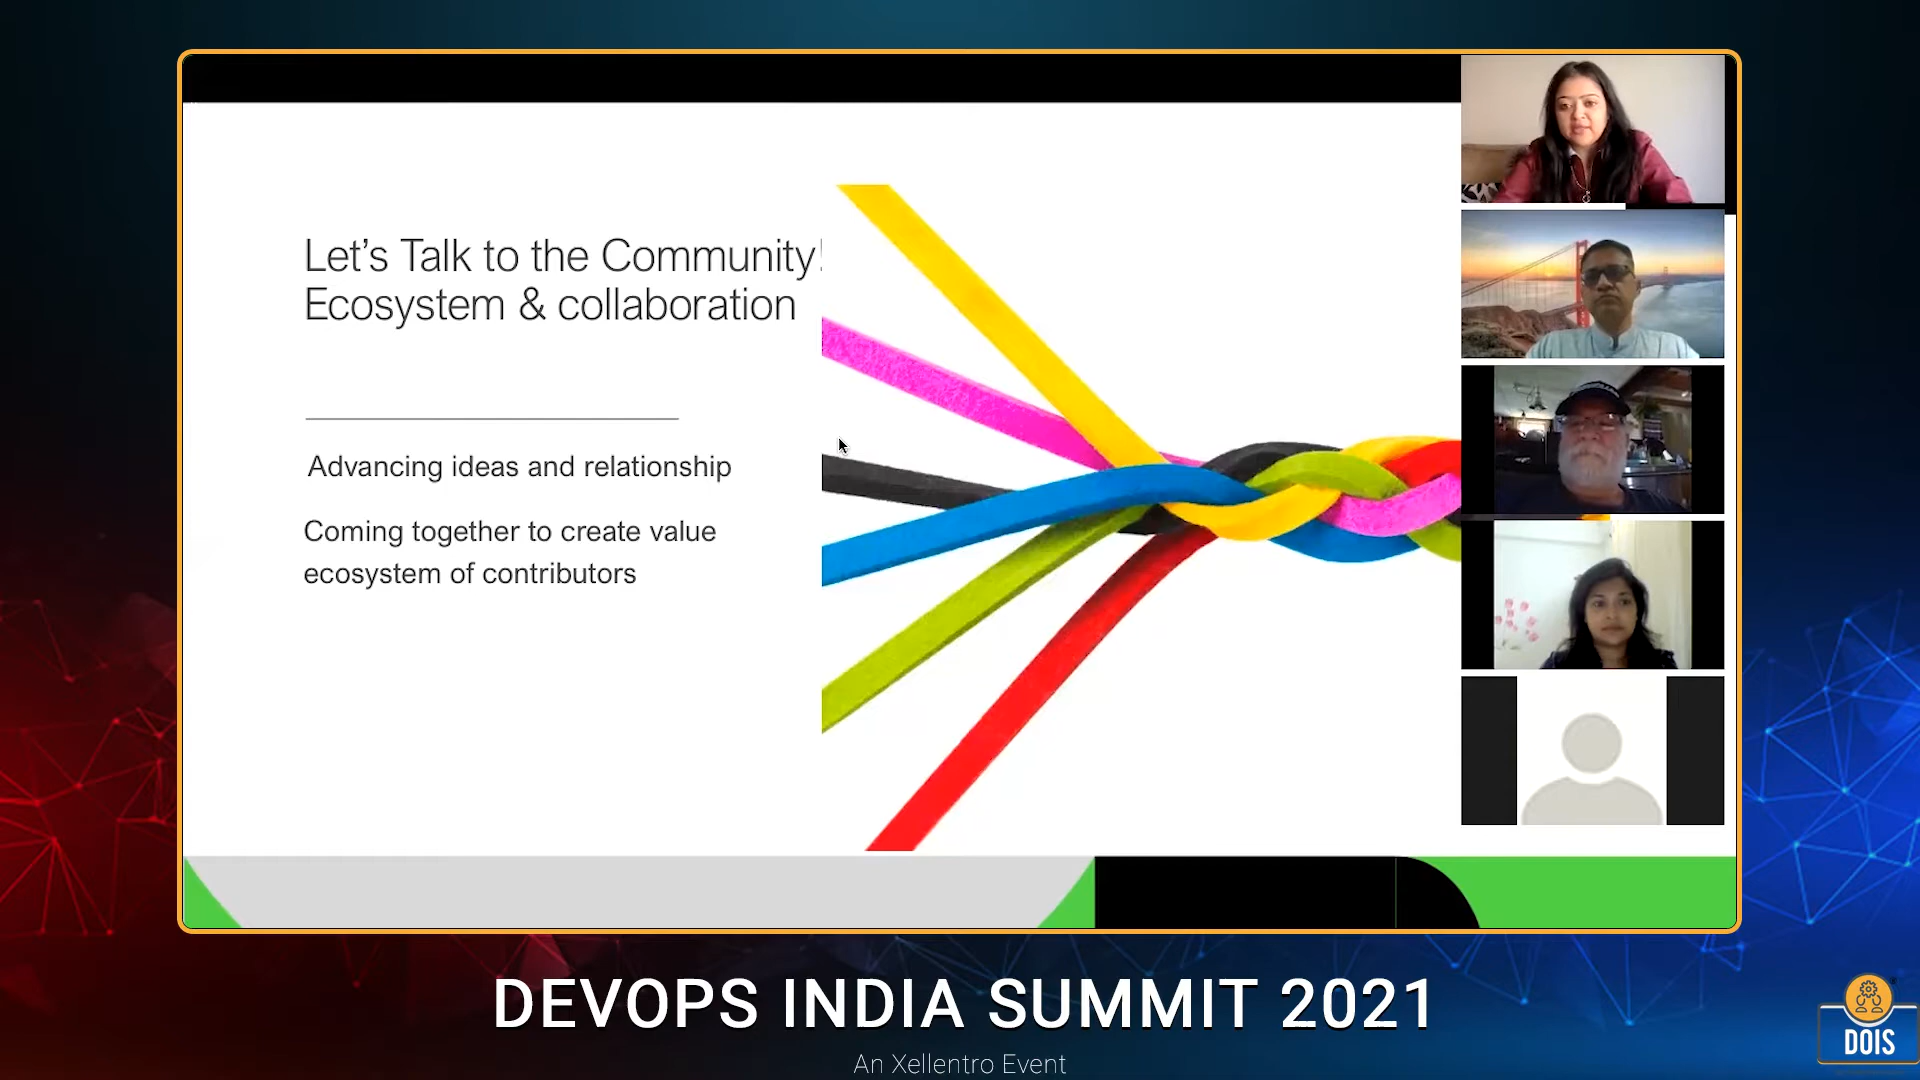 Let's Talk to the Community!
Ecosystem & collaboration
Advancing ideas and relationship
Coming together to create value
ecosystem of contributors
DEVOPS INDIA SUMMIT 2021
An Xellentro Event
DOIS